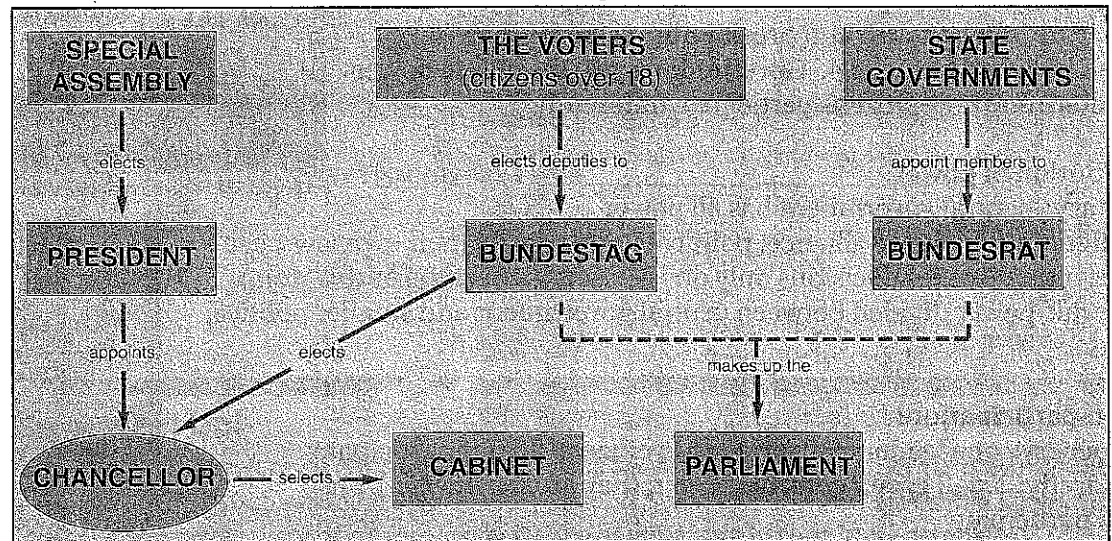 SPECIAL
ASSEMBLY
THE VOTERS
(citizens over 18)
STATE
GOVERNMENTS
elects
elects deputies to
appoint members to
PRESIDENT
BUNDESTAG
BUNDESRAT
appoints
elects
makes up the
CHANCELLOR
selects
CABINET
PARLIAMENT